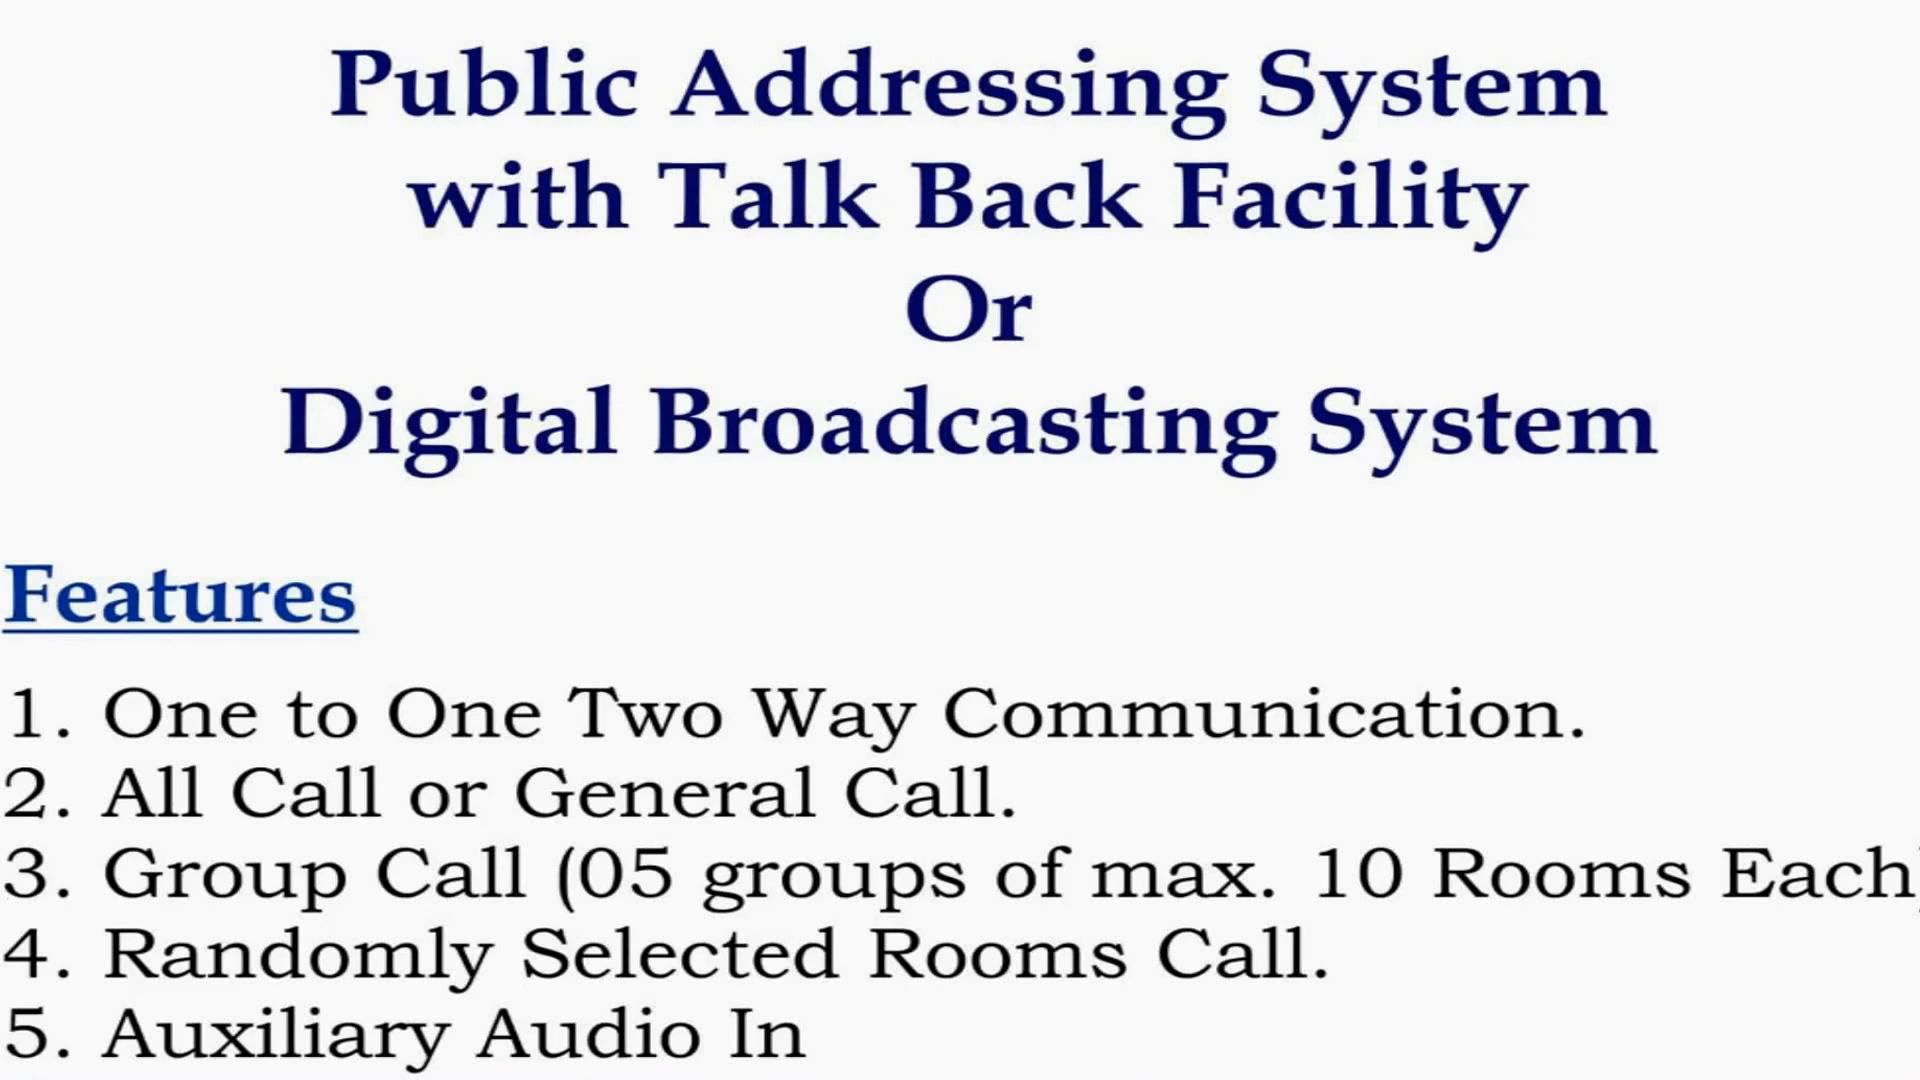 Public Addressing System
with Talk Back Facility
Or
Digital Broadcasting System
Features
1. One to One Two Way Communication.
2. All Call or General Call.
3. Group Call (05 groups of max. 10 Rooms Each)
4. Randomly Selected Rooms Call.
5. Auxiliary Audio In